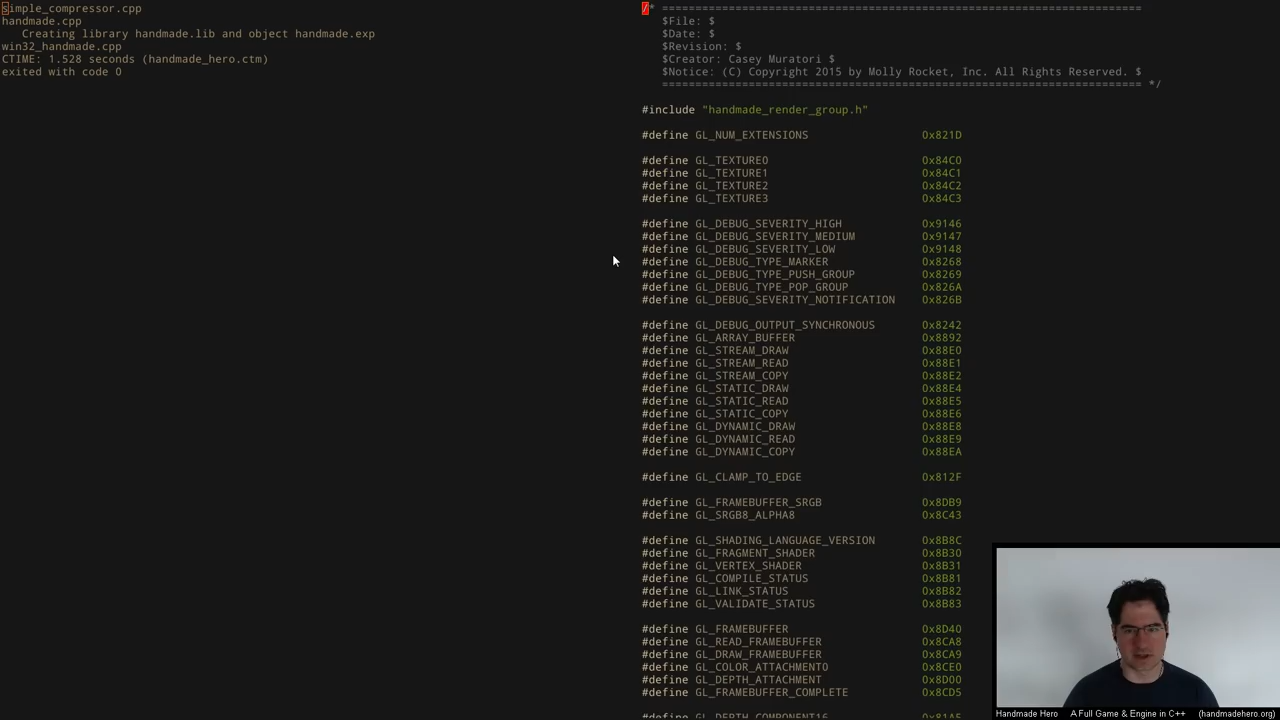 simple_compressor.cpp
handmade.cpp
Creating library handmade.lib and object handmade.exp
win32_handmade.cpp
CTIME: 1.528 seconds (handmade_hero.ctm)
exited with code 0
/* ========================================================================
$File: $
$Date: $
$Revision: $
$Creator: Casey Muratori $
$Notice: (C) Copyright 2015 by Molly Rocket, Inc. All Rights Reserved. $
======================================================================== */
#include "handmade_render_group.h"
#define GL_NUM_EXTENSIONS 0x821D
#define GL_TEXTURE0 0x84C0
#define GL_TEXTURE1 0x84C1
#define GL_TEXTURE2 0x84C2
#define GL_TEXTURE3 0x84C3
#define GL_DEBUG_SEVERITY_HIGH 0x9146
#define GL_DEBUG_SEVERITY_MEDIUM 0x9147
#define GL_DEBUG_SEVERITY_LOW 0x9148
#define GL_DEBUG_TYPE_MARKER 0x8268
#define GL_DEBUG_TYPE_PUSH_GROUP 0x8269
#define GL_DEBUG_TYPE_POP_GROUP 0x826A
#define GL_DEBUG_SEVERITY_NOTIFICATION 0x826B
#define GL_DEBUG_OUTPUT_SYNCHRONOUS 0x8242
#define GL_ARRAY_BUFFER 0x8892
#define GL_STREAM_DRAW 0x88E0
#define GL_STREAM_READ 0x88E1
#define GL_STREAM_COPY 0x88E2
#define GL_STATIC_DRAW 0x88E4
#define GL_STATIC_READ 0x88E5
#define GL_STATIC_COPY 0x88E6
#define GL_DYNAMIC_DRAW 0x88E8
#define GL_DYNAMIC_READ 0x88E9
#define GL_DYNAMIC_COPY 0x88EA
#define GL_CLAMP_TO_EDGE 0x812F
#define GL_FRAMEBUFFER_SRGB 0x8DB9
#define GL_SRGB8_ALPHA8 0x8C43
#define GL_SHADING_LANGUAGE_VERSION 0x8B8C
#define GL_FRAGMENT_SHADER 0x8B30
#define GL_VERTEX_SHADER 0x8B31
#define GL_COMPILE_STATUS 0x8B81
#define GL_LINK_STATUS 0x8B82
#define GL_VALIDATE_STATUS 0x8B83
#define GL_FRAMEBUFFER 0x8D40
#define GL_READ_FRAMEBUFFER 0x8CA8
#define GL_DRAW_FRAMEBUFFER 0x8CA9
#define GL_COLOR_ATTACHMENT0 0x8CE0
#define GL_DEPTH_ATTACHMENT 0x8D00
#define GL_FRAMEBUFFER_COMPLETE 0x8CD5
#define GL_DEPTH_COMPONENT16 0x81A5
Handmade Hero A Full Game & Engine in C++ (handmadehero.org)